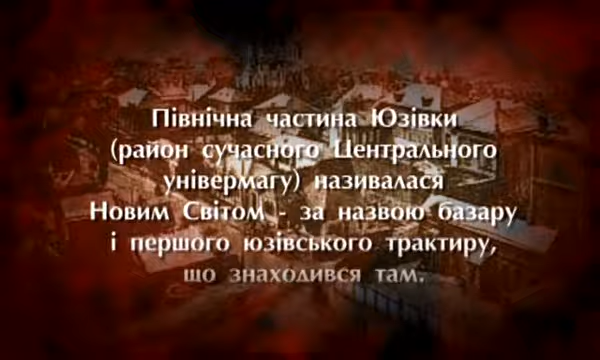 Північна частина Юзівки
(район сучасного Центрального
універмагу) називалася
Новим Світом - за назвою базару
і першого юзівського трактиру,
що знаходився там.